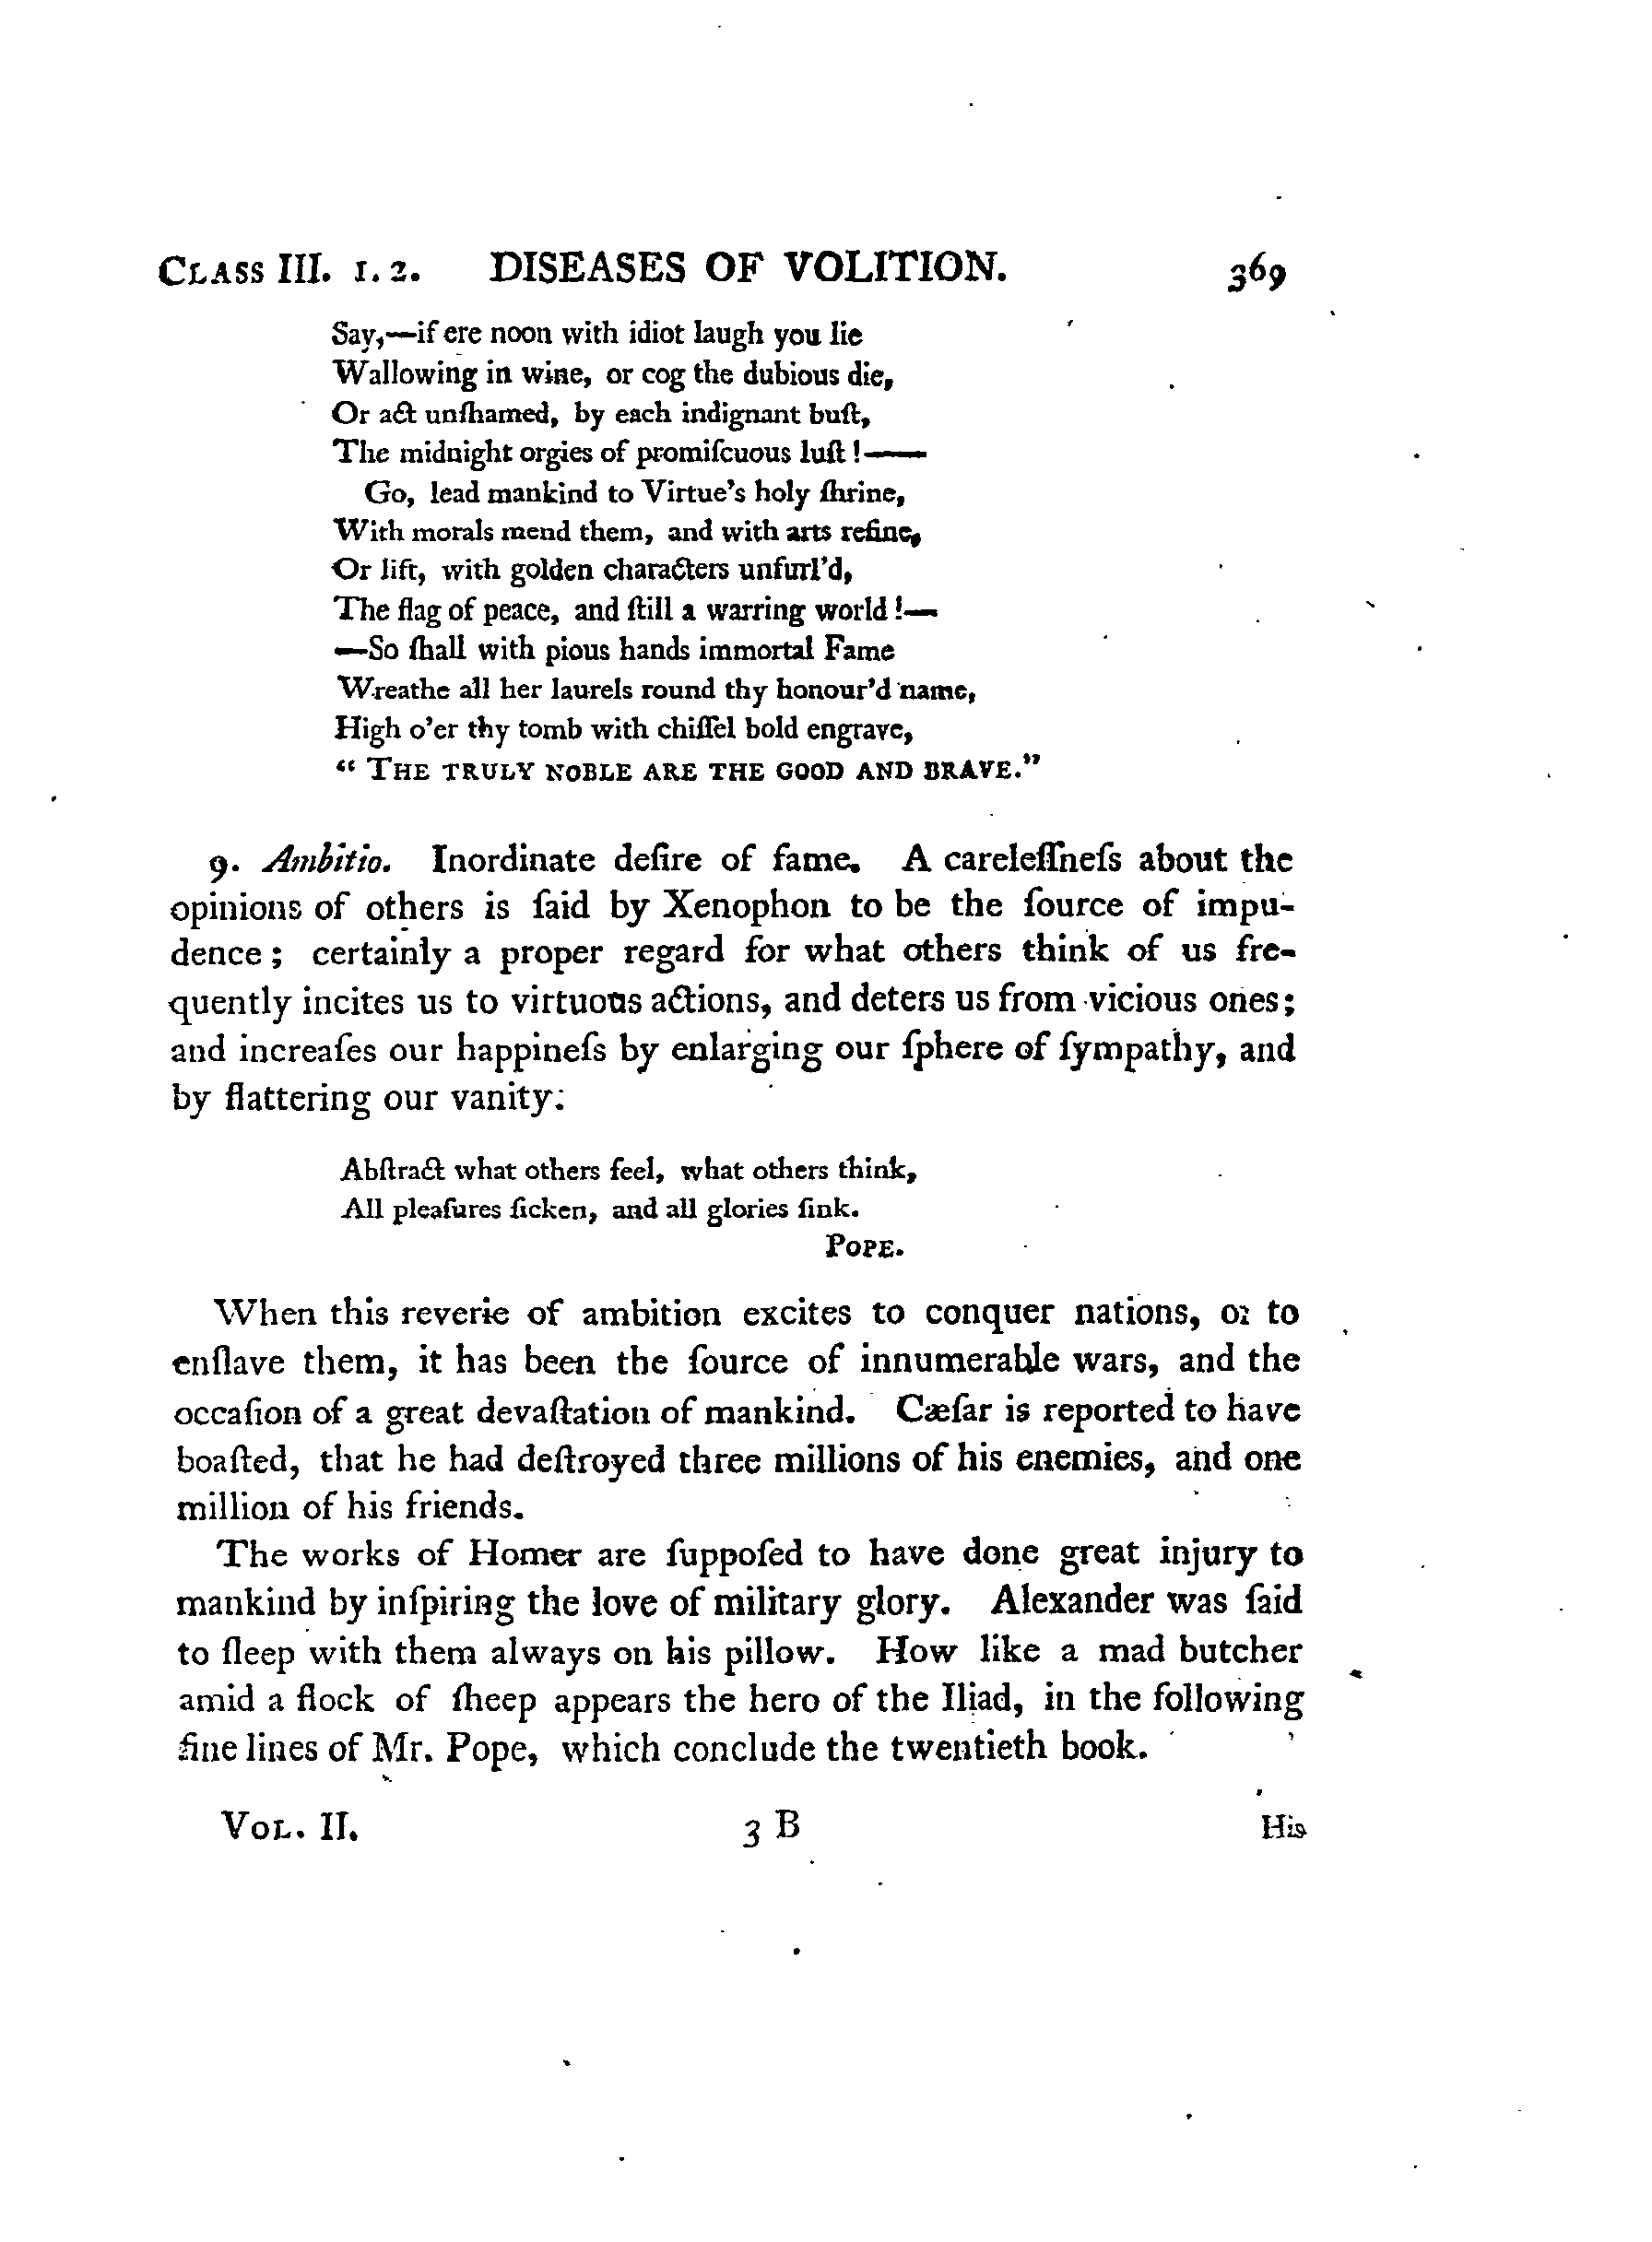 CLASS III. 1. 2. DISEASES OF VOLITION. 369
Say,—if ere noon with idiot laugh you lie
Wallowing in wine, or cog the dubious die,
Or act unſhamed, by each indignant buſt,
The midnight orgies of promiſcuous luſt!——
Go, lead mankind to Virtue's holy ſhrine,
With morals mend them, and with arts refine,
Or lift, with golden characters unfurl'd,
The flag of peace, and ſtill a warring world!—
—So ſhall with pious hands immortal Fame
Wreathe all her laurels round thy honour'd name,
High o'er thy tomb with chiſſel bold engrave,
“ THE TRULY NOBLE ARE THE GOOD AND BRAVE.”
9. Ambitio. Inordinate deſire of fame. A careleſſneſs about the
opinions of others is ſaid by Xenophon to be the ſource of impu-
dence; certainly a proper regard for what others think of us fre-
quently incites us to virtuous actions, and deters us from vicious ones;
and increaſes our happineſs by enlarging our ſphere of ſympathy, and
by flattering our vanity.
Abſtract what others feel, what others think,
All pleaſures ſicken, and all glories ſink.
POPE.
When this reverie of ambition excites to conquer nations, or to
enſlave them, it has been the ſource of innumerable wars, and the
occaſion of a great devaſtation of mankind. Cæſar is reported to have
boaſted, that he had deſtroyed three millions of his enemies, and one
million of his friends.
The works of Homer are ſuppoſed to have done great injury to
mankind by inſpiring the love of military glory. Alexander was ſaid
to ſleep with them always on his pillow. How like a mad butcher
amid a flock of ſheep appears the hero of the Iliad, in the following
fine lines of Mr. Pope, which conclude the twentieth book.
VOL. II. 3 B His